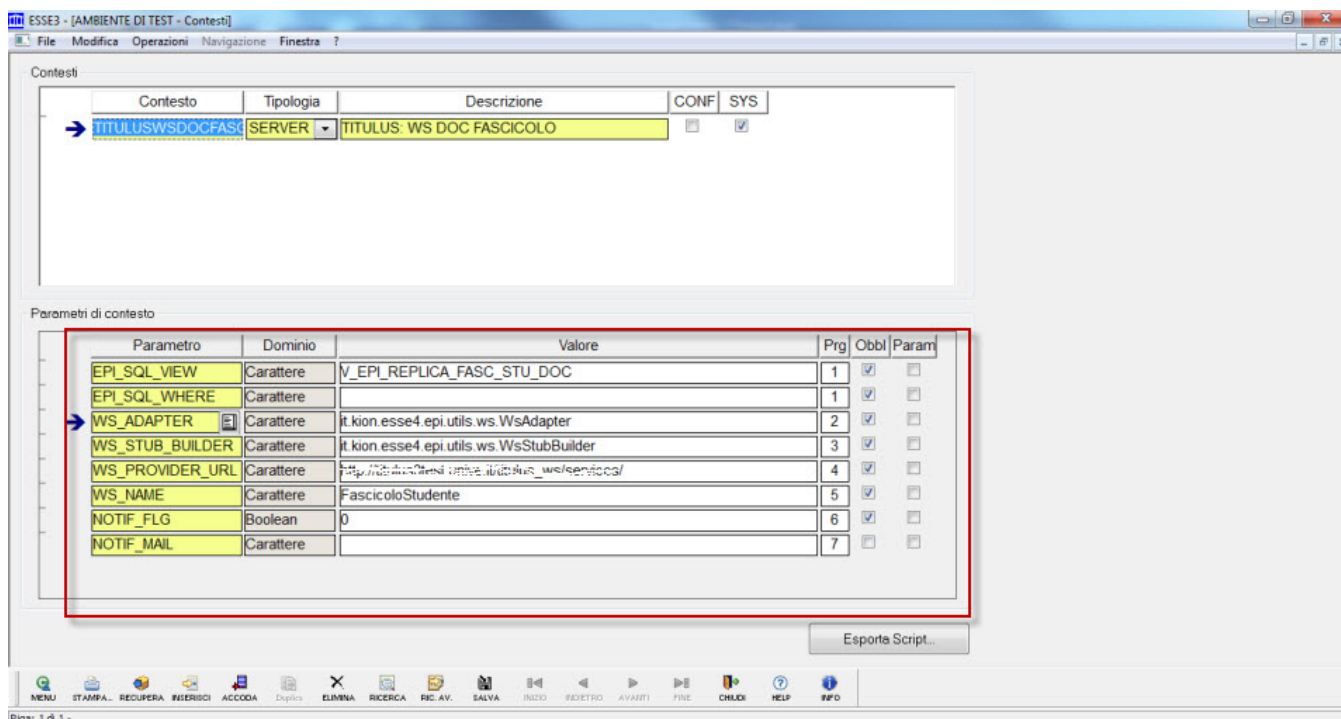 ESSE3 - [AMBIENTE DI TEST - Contesti]
File Modifica Operazioni Navigazione Finestra ?
Contesti
Contesto Tipologia Descrizione CONF SYS
TITULUSWSDOCFASC SERVER TITULUS: WS DOC FASCICOLO
Parametri di contesto
Parametro Dominio Valore Prg Obbl Param
EPI_SQL_VIEW Carattere V_EPI_REPLICA_FASC_STU_DOC 1
EPI_SQL_WHERE Carattere 1
WS_ADAPTER Carattere it.kion.esse4.epi.utils.ws.WsAdapter 2
WS_STUB_BUILDER Carattere it.kion.esse4.epi.utils.ws.WsStubBuilder 3
WS_PROVIDER_URL Carattere 4
WS_NAME Carattere FascicoloStudente 5
NOTIF_FLG Boolean 0 6
NOTIF_MAIL Carattere 7
Esporta Script...
MENU STAMPA... RECUPERA INSERISCI ACCODA Duplica ELIMINA RICERCA RIC. AV. SALVA INIZIO INDIETRO AVANTI FINE CHIUDI HELP INFO
Riga: 1 di 1 -